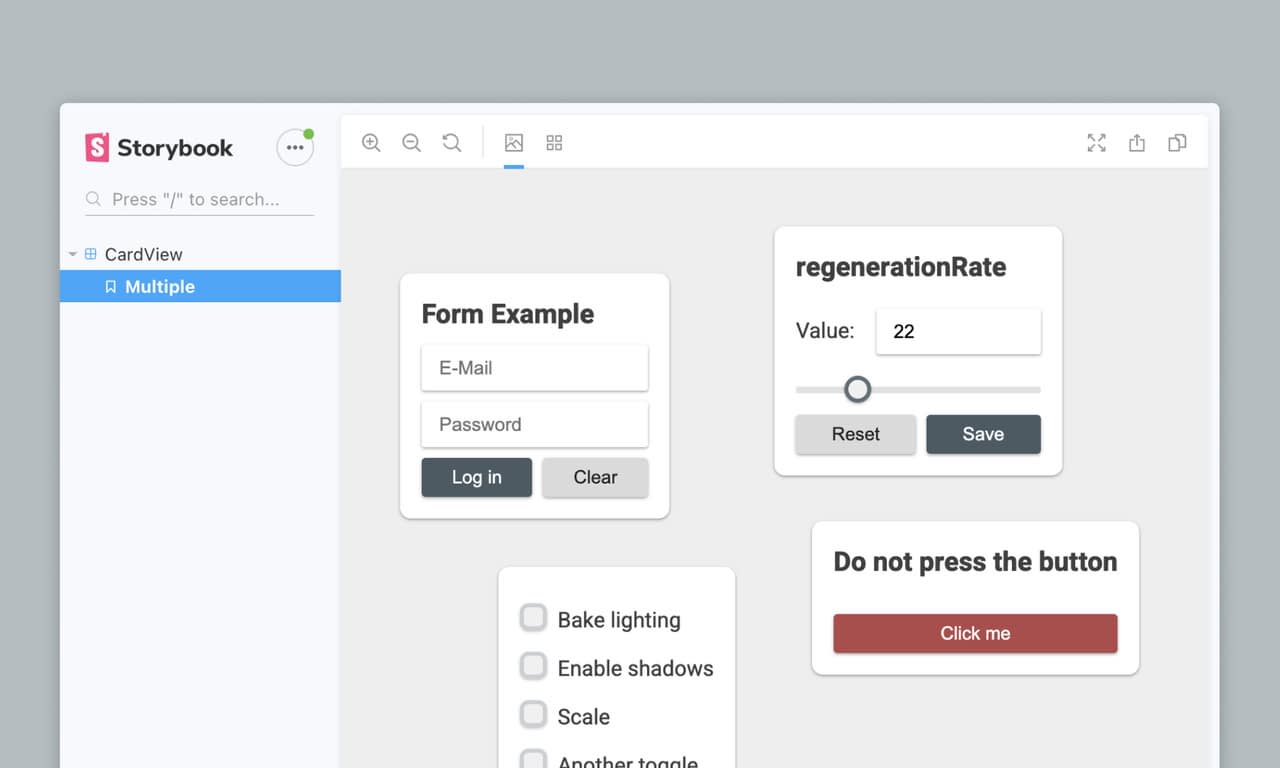 Storybook
Press "/" to search...
CardView
Multiple
Form Example
E-Mail
Password
Log in
Clear
regenerationRate
Value:
22
Reset
Save
Do not press the button
Click me
Bake lighting
Enable shadows
Scale
Another toggle